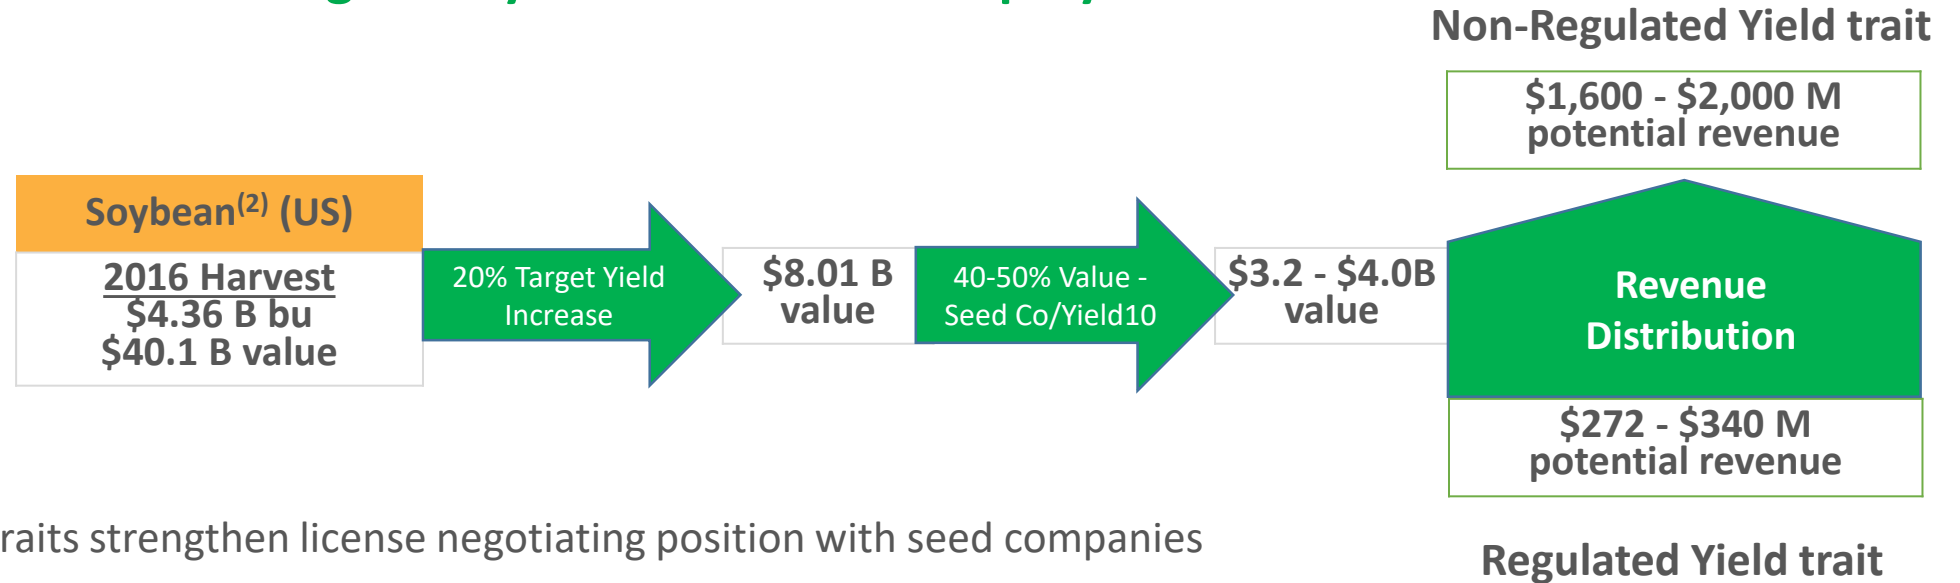 Non-Regulated Yield trait
$1,600 - $2,000 M
potential revenue
Soybean(2) (US)
2016 Harvest
$4.36 B bu
$40.1 B value
20% Target Yield
Increase
$8.01 B
value
40-50% Value -
Seed Co/Yield10
$3.2 - $4.0B
value
Revenue
Distribution
$272 - $340 M
potential revenue
raits strengthen license negotiating position with seed companies
Regulated Yield trait